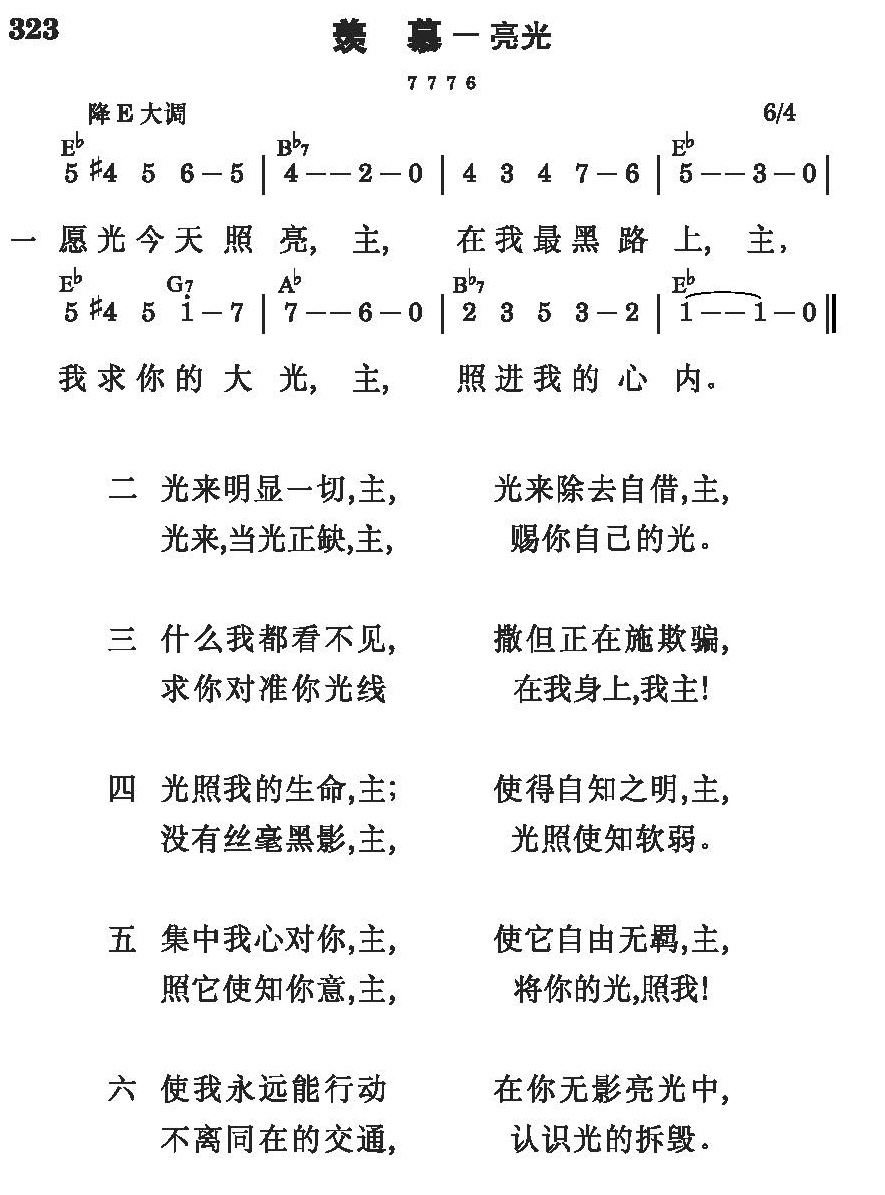 323
羡 慕 — 亮光
7 7 7 6
降 E 大调 6/4
E♭ B♭7 E♭
5 ♯4 5 6 — 5 | 4 — — 2 — 0 | 4 3 4 7 — 6 | 5 — — 3 — 0 |
一 愿 光 今 天 照 亮, 主, 在 我 最 黑 路 上, 主,
E♭ G7 A♭ B♭7 E♭
5 ♯4 5 i — 7 | 7 — — 6 — 0 | 2 3 5 3 — 2 | 1 — — 1 — 0 ‖
我 求 你 的 大 光, 主, 照 进 我 的 心 内。
二 光来明显一切,主, 光来除去自借,主,
光来,当光正缺,主, 赐你自己的光。
三 什么我都看不见, 撒但正在施欺骗,
求你对准你光线 在我身上,我主!
四 光照我的生命,主; 使得自知之明,主,
没有丝毫黑影,主, 光照使知软弱。
五 集中我心对你,主, 使它自由无羁,主,
照它使知你意,主, 将你的光,照我!
六 使我永远能行动 在你无影亮光中,
不离同在的交通, 认识光的拆毁。